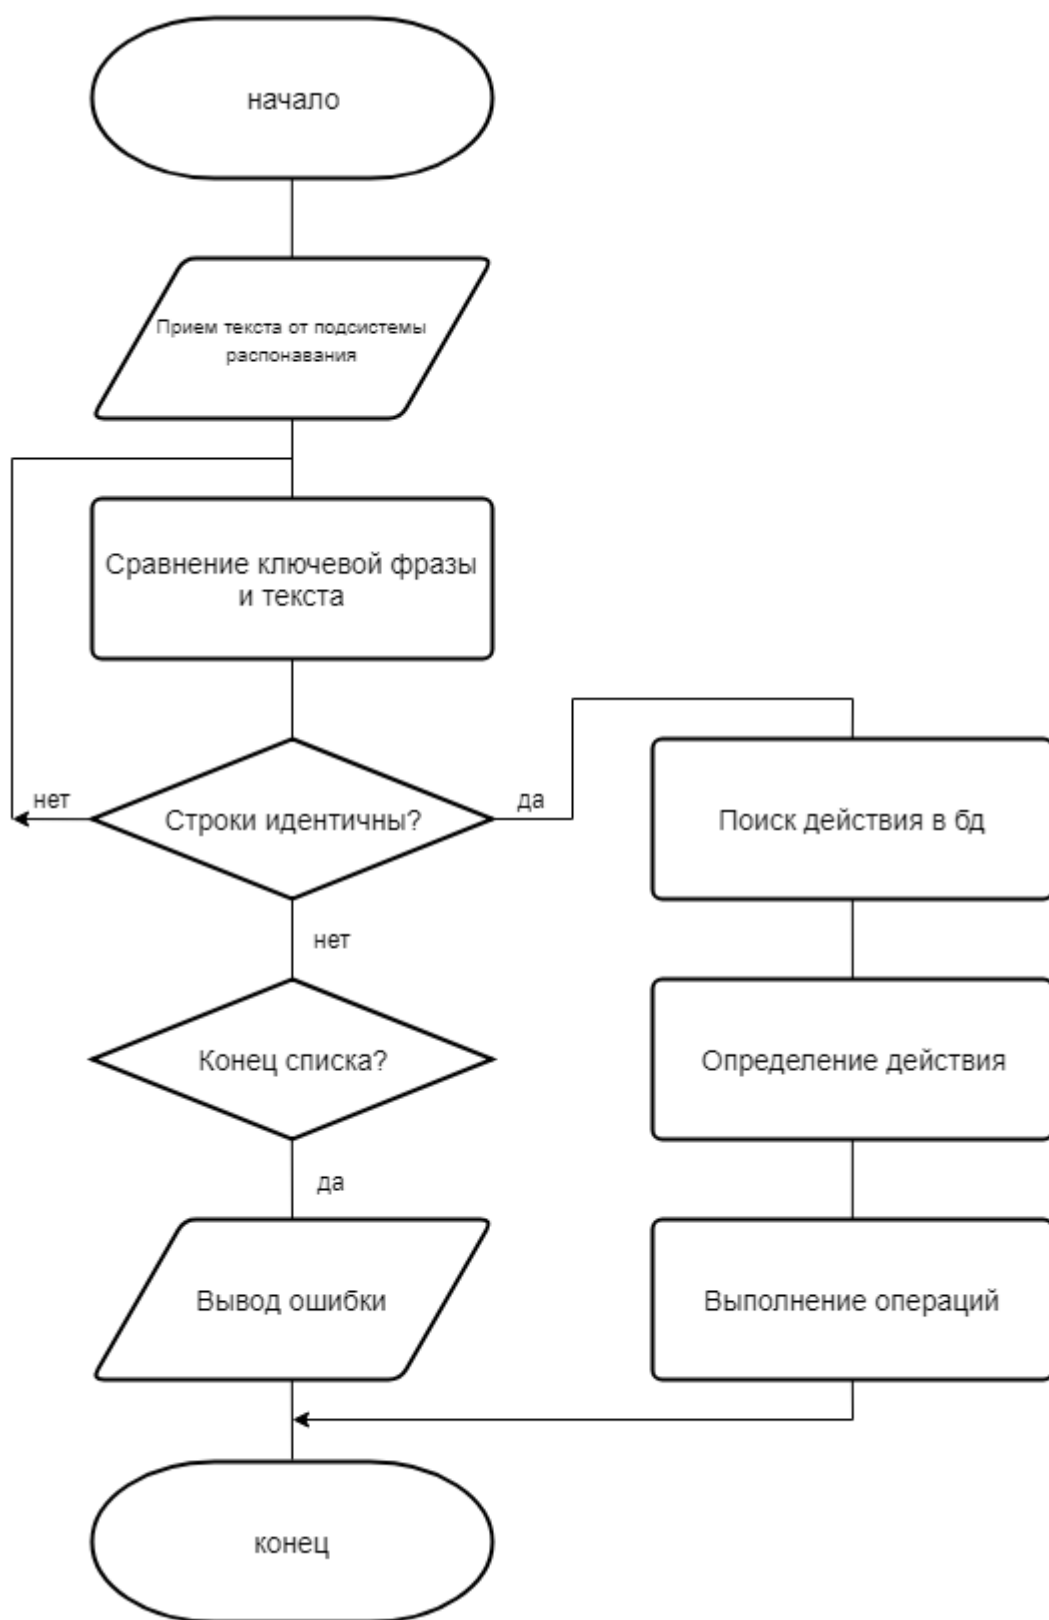 начало
Прием текста от подсистемы
распонавания
Сравнение ключевой фразы
и текста
нет
Строки идентичны?
да
Поиск действия в бд
нет
Конец списка?
Определение действия
да
Вывод ошибки
Выполнение операций
конец